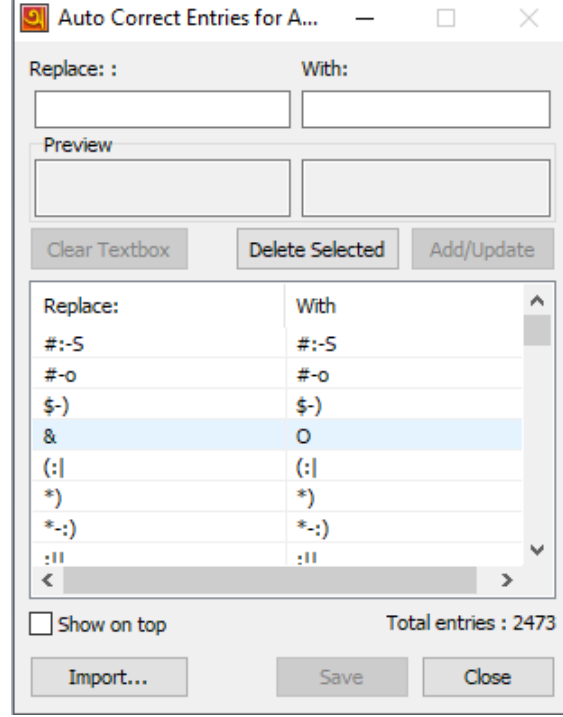 Auto Correct Entries for A...
Replace: : With:
Preview
Clear Textbox Delete Selected Add/Update
Replace: With
#:-S #:-S
#-o #-o
$-) $-)
& O
(:| (:|
*) *)
*-:) *-:)
Show on top Total entries : 2473
Import... Save Close